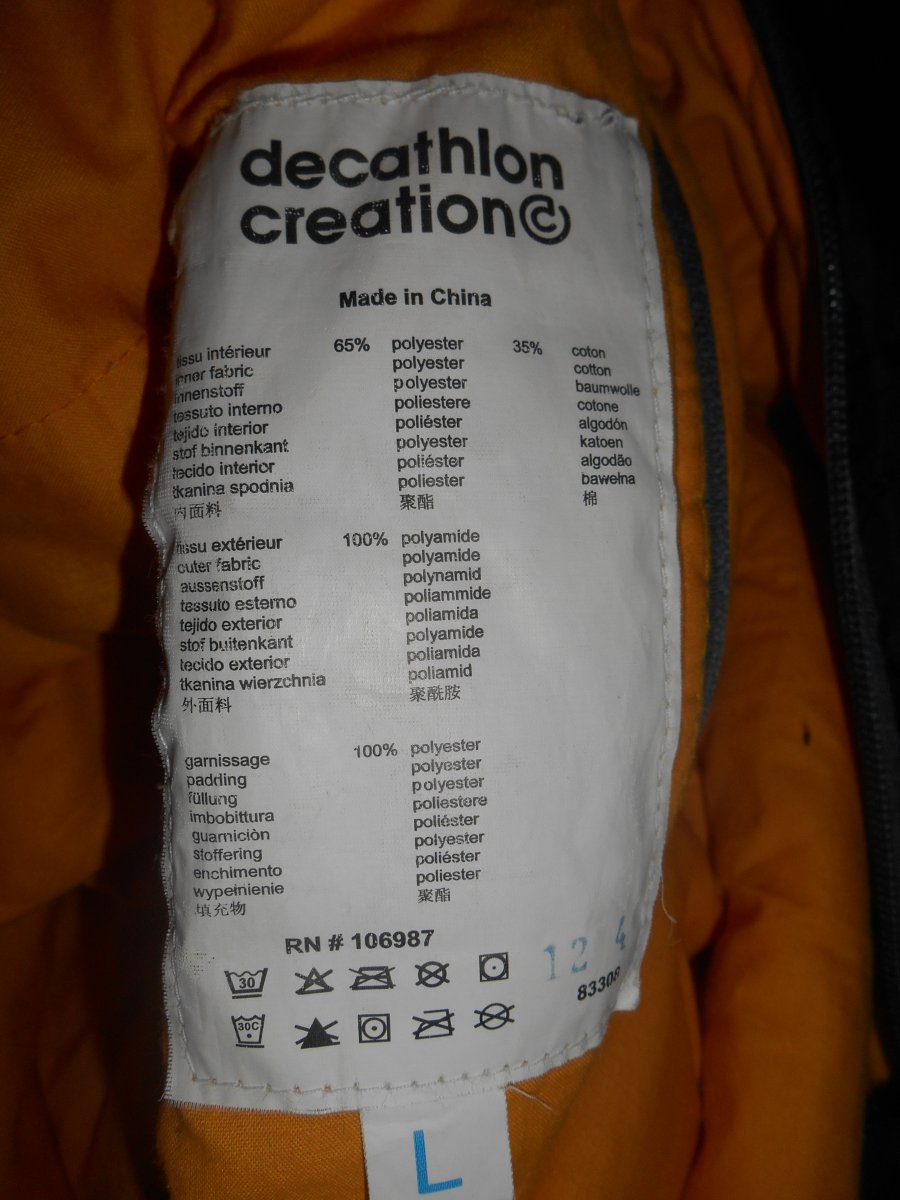 decathlon
creation©
Made in China
tissu intérieur 65% polyester 35% coton
inner fabric polyester cotton
innenstoff polyester baumwolle
tessuto interno poliestere cotone
tejido interior poliéster algodón
stof binnenkant polyester katoen
tecido interior poliéster algodão
tkanina spodnia poliester bawełna
内面料 聚酯 棉
tissu extérieur 100% polyamide
outer fabric polyamide
aussenstoff polynamid
tessuto esterno poliammide
tejido exterior poliamida
stof buitenkant polyamide
tecido exterior poliamida
tkanina wierzchnia poliamid
外面料 聚酰胺
garnissage 100% polyester
padding polyester
füllung polyester
imbobittura poliestere
guarnición poliéster
stoffering polyester
enchimento poliéster
wypełnienie poliester
填充物 聚酯
RN # 106987
30 12 4
30C 83308
L